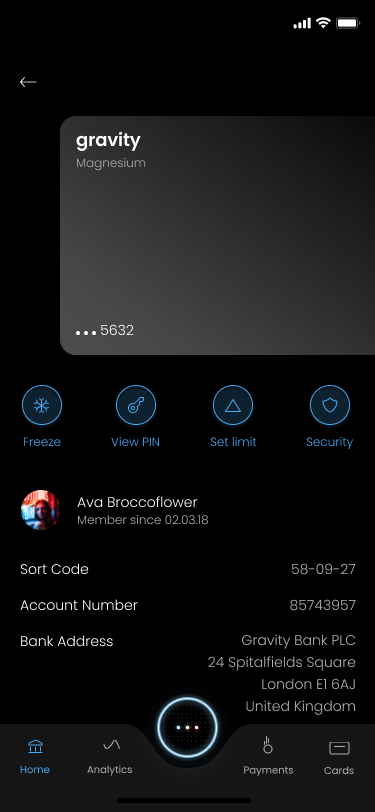 gravity
Magnesium
5632
Freeze
View PIN
Set limit
Security
Ava Broccoflower
Member since 02.03.18
Sort Code 58-09-27
Account Number 85743957
Bank Address Gravity Bank PLC
24 Spitalfields Square
London E1 6AJ
United Kingdom
Home
Analytics
Payments
Cards